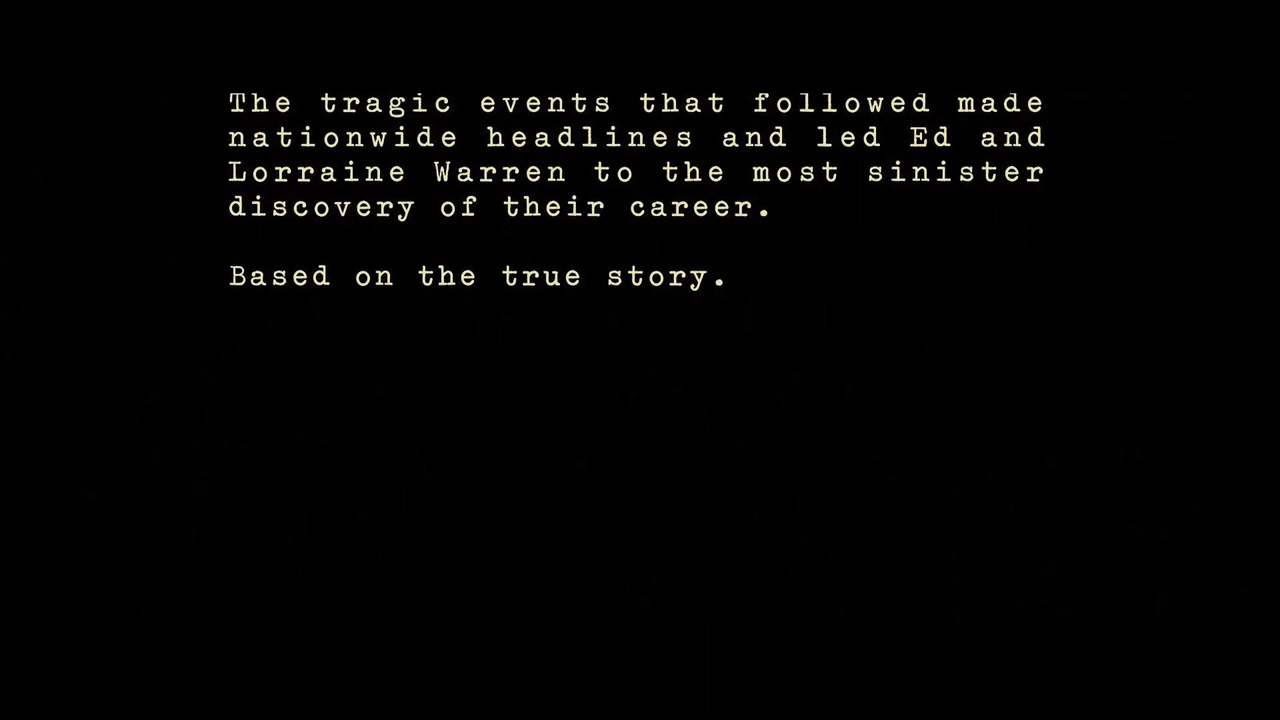 The tragic events that followed made
nationwide headlines and led Ed and
Lorraine Warren to the most sinister
discovery of their career.
Based on the true story.